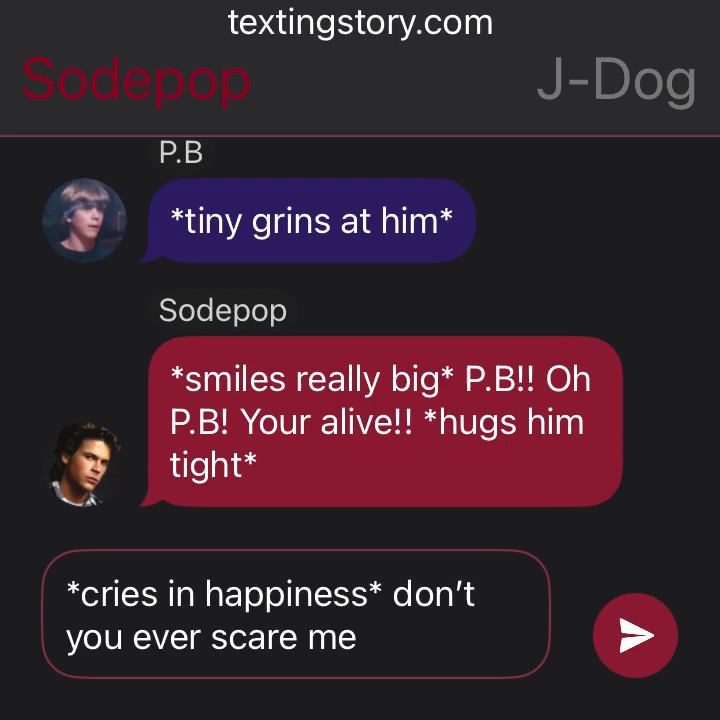 textingstory.com
Sodepop
J-Dog
P.B
*tiny grins at him*
Sodepop
*smiles really big* P.B!! Oh
P.B! Your alive!! *hugs him
tight*
*cries in happiness* don’t
you ever scare me